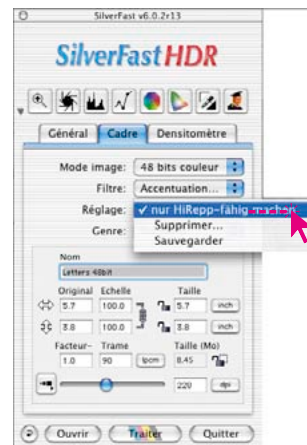 SilverFast v6.0.2r13
SilverFast HDR
Général Cadre Densitomètre
Mode image: 48 bits couleur
Filtre: Accentuation...
Réglage: ✓ nur HiRepp-fähig machen
Supprimer...
Genre: Sauvegarder
Nom
Letters 48bit
Original Echelle Taille
5.7 100.0 5.7 inch
3.8 100.0 3.8 inch
Facteur- Trame Taille (Mo)
1.0 90 lpcm 8.45
220 dpi
Ouvrir Traiter Quitter